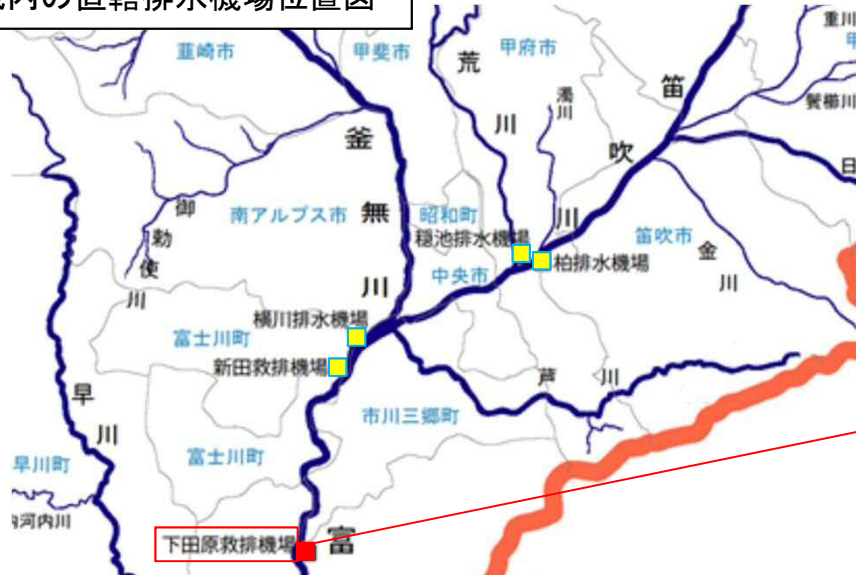 内の直轄排水機場位置図
重川
韮崎市
甲斐市
荒川
甲府市
笛吹川
濁川
鬢櫛川
日
釜無川
御勅使川
南アルプス市
昭和町
穏池排水機場
笛吹市
金川
中央市
柏排水機場
横川排水機場
富士川町
新田救排機場
芦川
早川
市川三郷町
富士川町
早川町
河内川
下田原救排機場
富